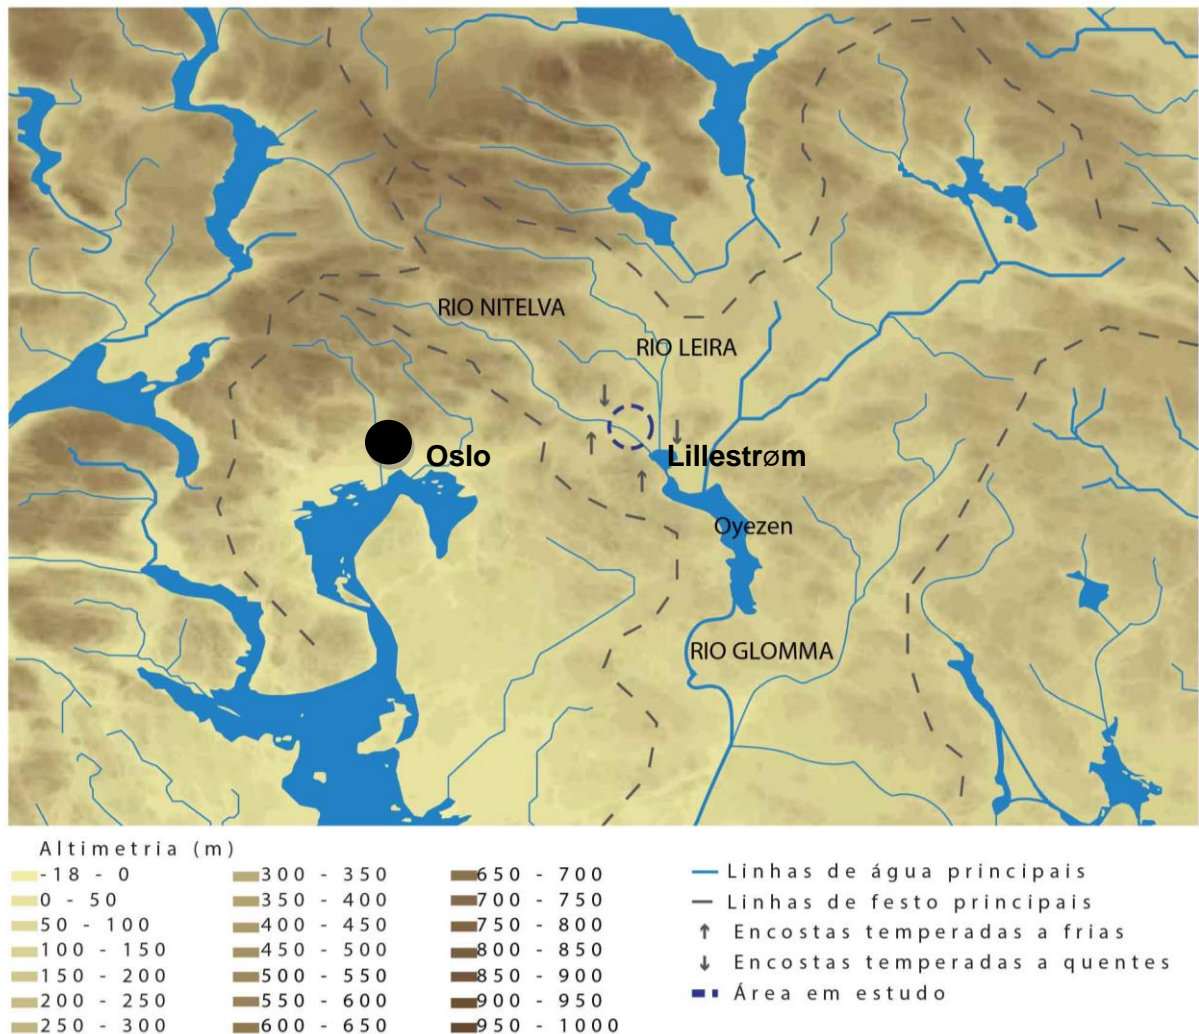 RIO NITELVA
RIO LEIRA
Oslo
Lillestrøm
Oyezen
RIO GLOMMA
Altimetria (m)
-18 - 0
0 - 50
50 - 100
100 - 150
150 - 200
200 - 250
250 - 300
300 - 350
350 - 400
400 - 450
450 - 500
500 - 550
550 - 600
600 - 650
650 - 700
700 - 750
750 - 800
800 - 850
850 - 900
900 - 950
950 - 1000
Linhas de água principais
Linhas de festo principais
Encostas temperadas a frias
Encostas temperadas a quentes
Área em estudo